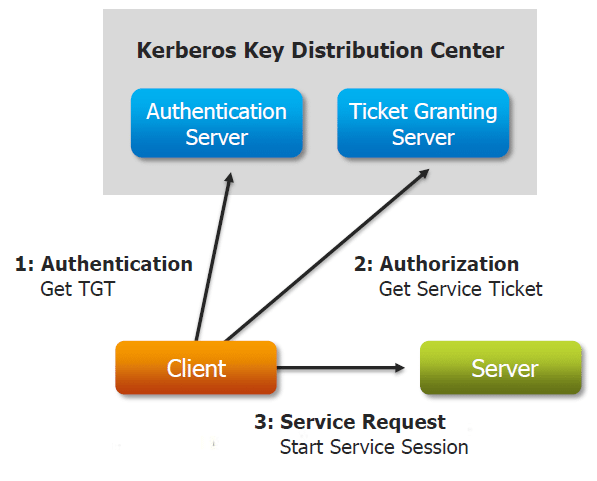 Kerberos Key Distribution Center
Authentication
Server
Ticket Granting
Server
1: Authentication
Get TGT
2: Authorization
Get Service Ticket
Client
Server
3: Service Request
Start Service Session